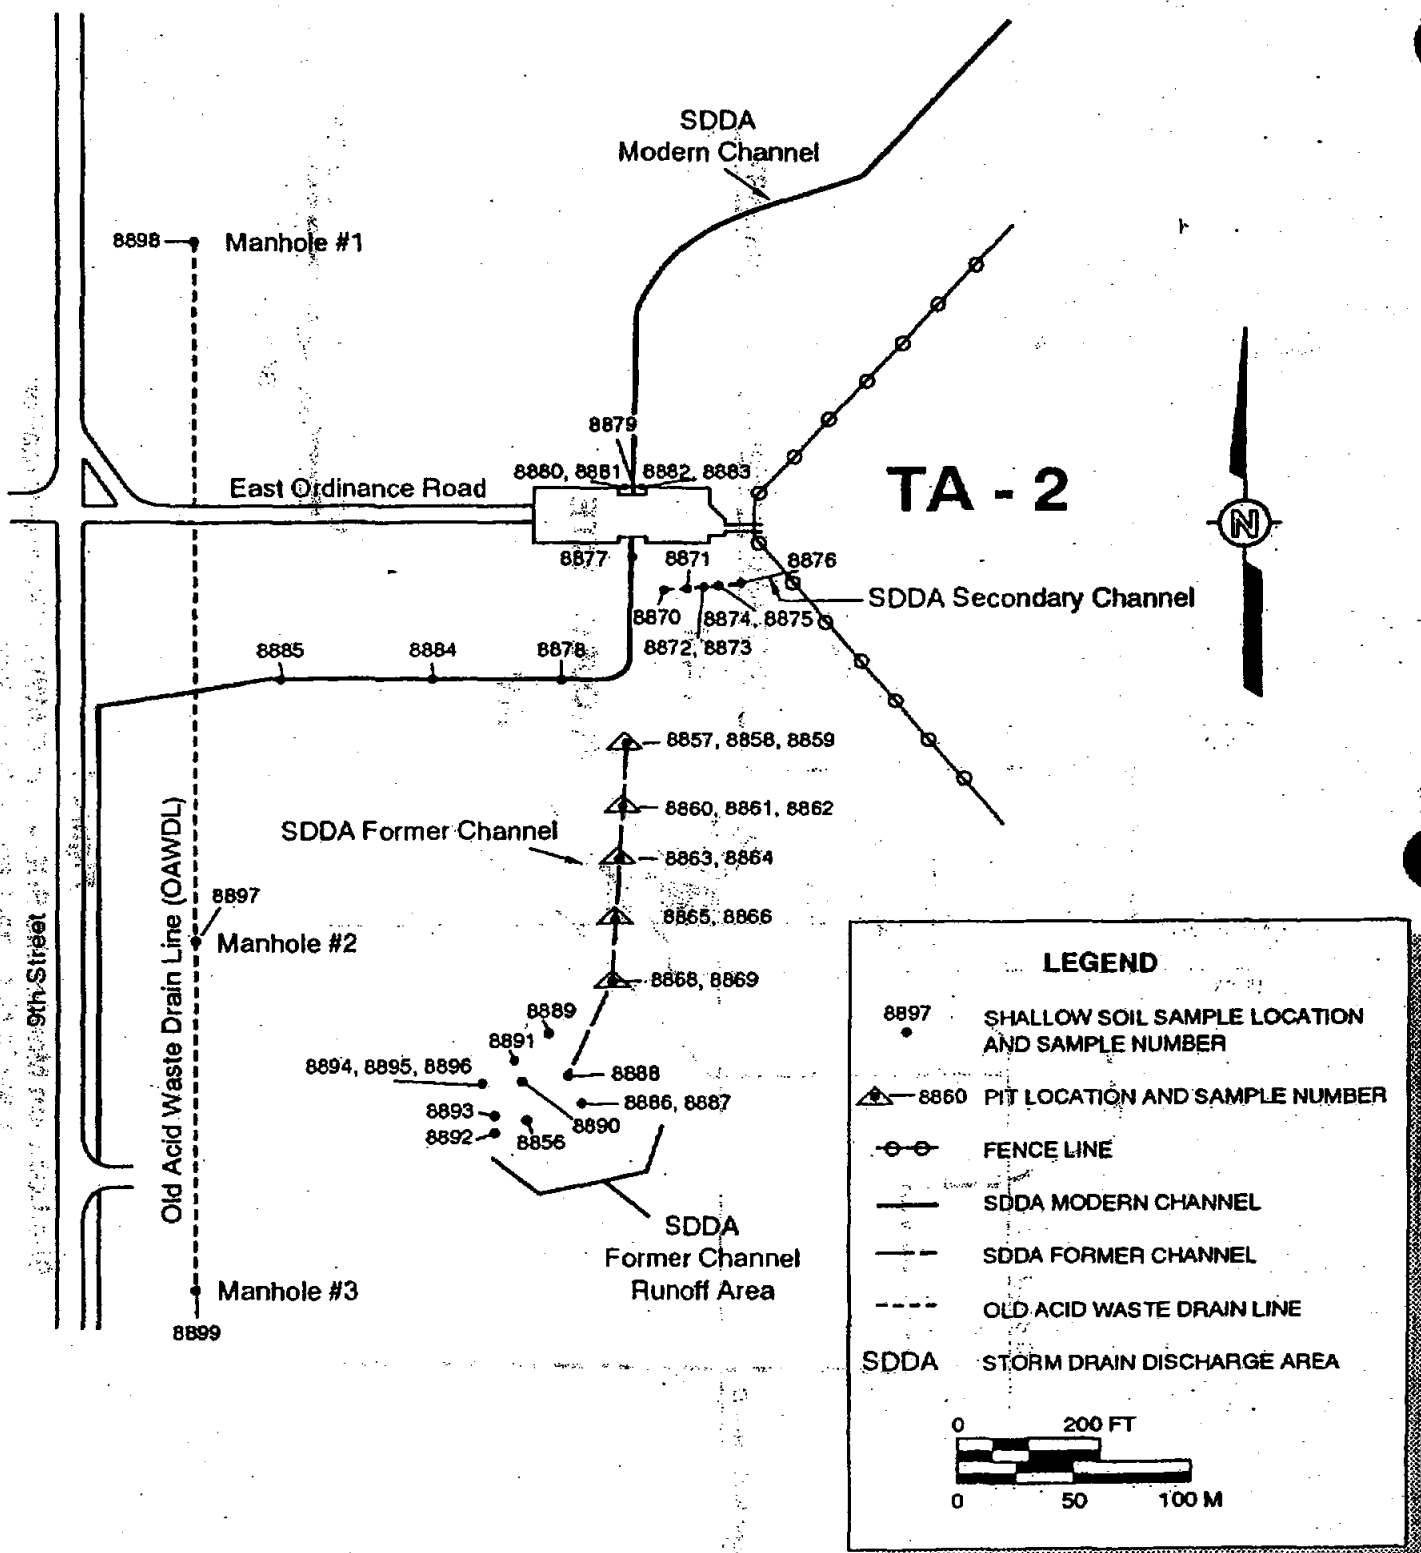 SDDA
Modern Channel
8898
Manhole #1
8879
8880, 8881
8882, 8883
East Ordinance Road
TA - 2
N
8877
8871
8876
SDDA Secondary Channel
8870
8874, 8875
8872, 8873
8885
8884
8878
8857, 8858, 8859
8860, 8861, 8862
SDDA Former Channel
8863, 8864
8897
8865, 8866
Manhole #2
8868, 8869
9th Street
Old Acid Waste Drain Line (OAWDL)
8889
8891
8894, 8895, 8896
8888
8893
8886, 8887
8892
8856
8890
SDDA
Former Channel
Runoff Area
Manhole #3
8899
LEGEND
8897
SHALLOW SOIL SAMPLE LOCATION
AND SAMPLE NUMBER
8860 PIT LOCATION AND SAMPLE NUMBER
FENCE LINE
SDDA MODERN CHANNEL
SDDA FORMER CHANNEL
OLD ACID WASTE DRAIN LINE
SDDA STORM DRAIN DISCHARGE AREA
0 200 FT
0 50 100 M